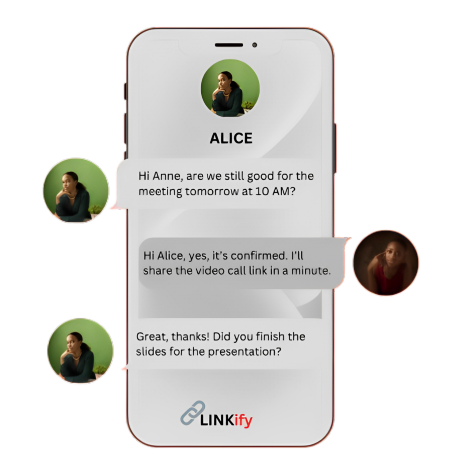 ALICE
Hi Anne, are we still good for the
meeting tomorrow at 10 AM?
Hi Alice, yes, it's confirmed. I'll
share the video call link in a minute.
Great, thanks! Did you finish the
slides for the presentation?
LINKify